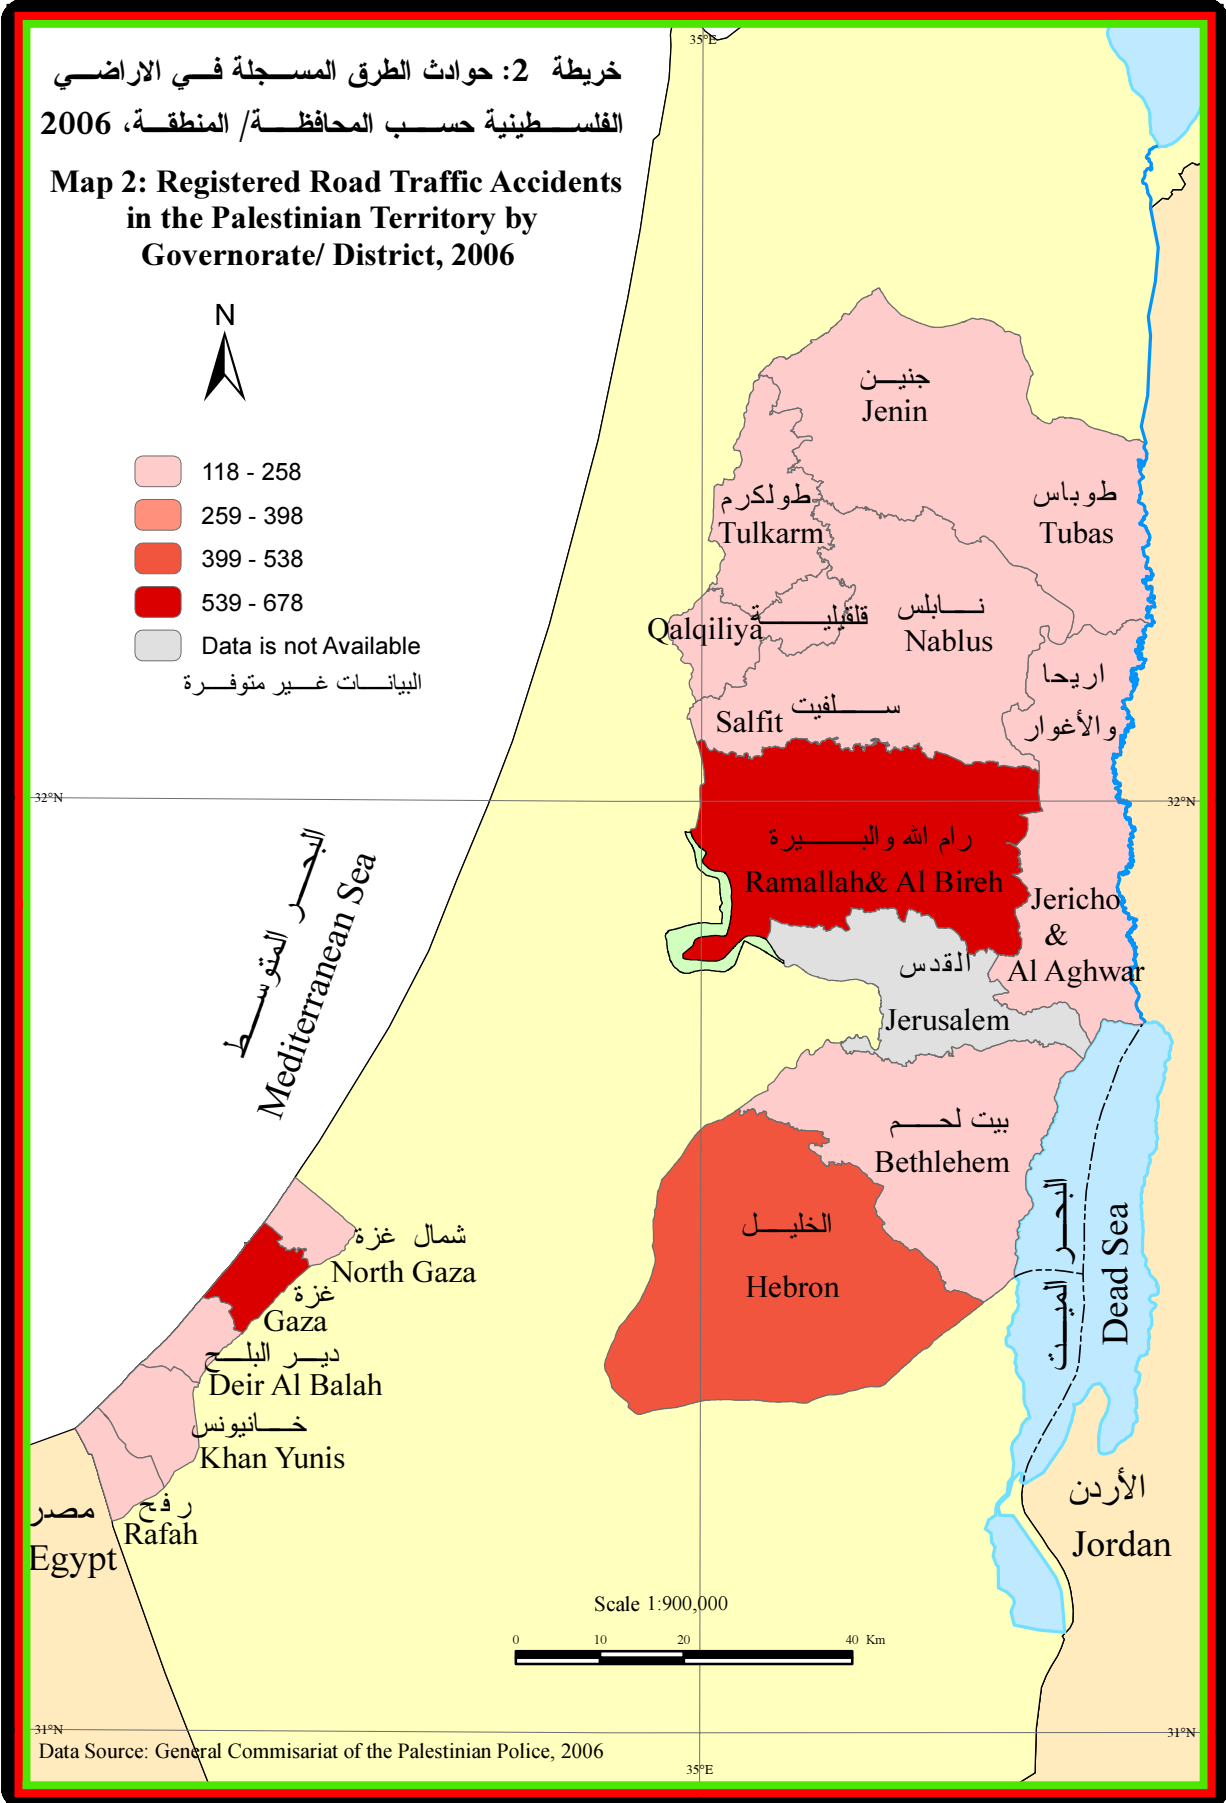 خريطة 2: حوادث الطرق المسجلة في الاراضي
الفلسطينية حسب المحافظة/ المنطقة، 2006
Map 2: Registered Road Traffic Accidents
in the Palestinian Territory by
Governorate/ District, 2006
N
118 - 258
259 - 398
399 - 538
539 - 678
Data is not Available
البيانات غير متوفرة
35°E
جنين
Jenin
طولكرم
Tulkarm
طوباس
Tubas
قلقيلية
Qalqiliya
نابلس
Nablus
سلفيت
Salfit
اريحا
والأغوار
Jericho
&
Al Aghwar
32°N
32°N
رام الله والبيرة
Ramallah& Al Bireh
القدس
Jerusalem
البحر المتوسط
Mediterranean Sea
بيت لحم
Bethlehem
الخليل
Hebron
البحر الميت
Dead Sea
شمال غزة
North Gaza
غزة
Gaza
دير البلح
Deir Al Balah
خانيونس
Khan Yunis
رفح
Rafah
مصر
Egypt
الأردن
Jordan
Scale 1:900,000
0 10 20 40 Km
31°N
31°N
Data Source: General Commisariat of the Palestinian Police, 2006
35°E